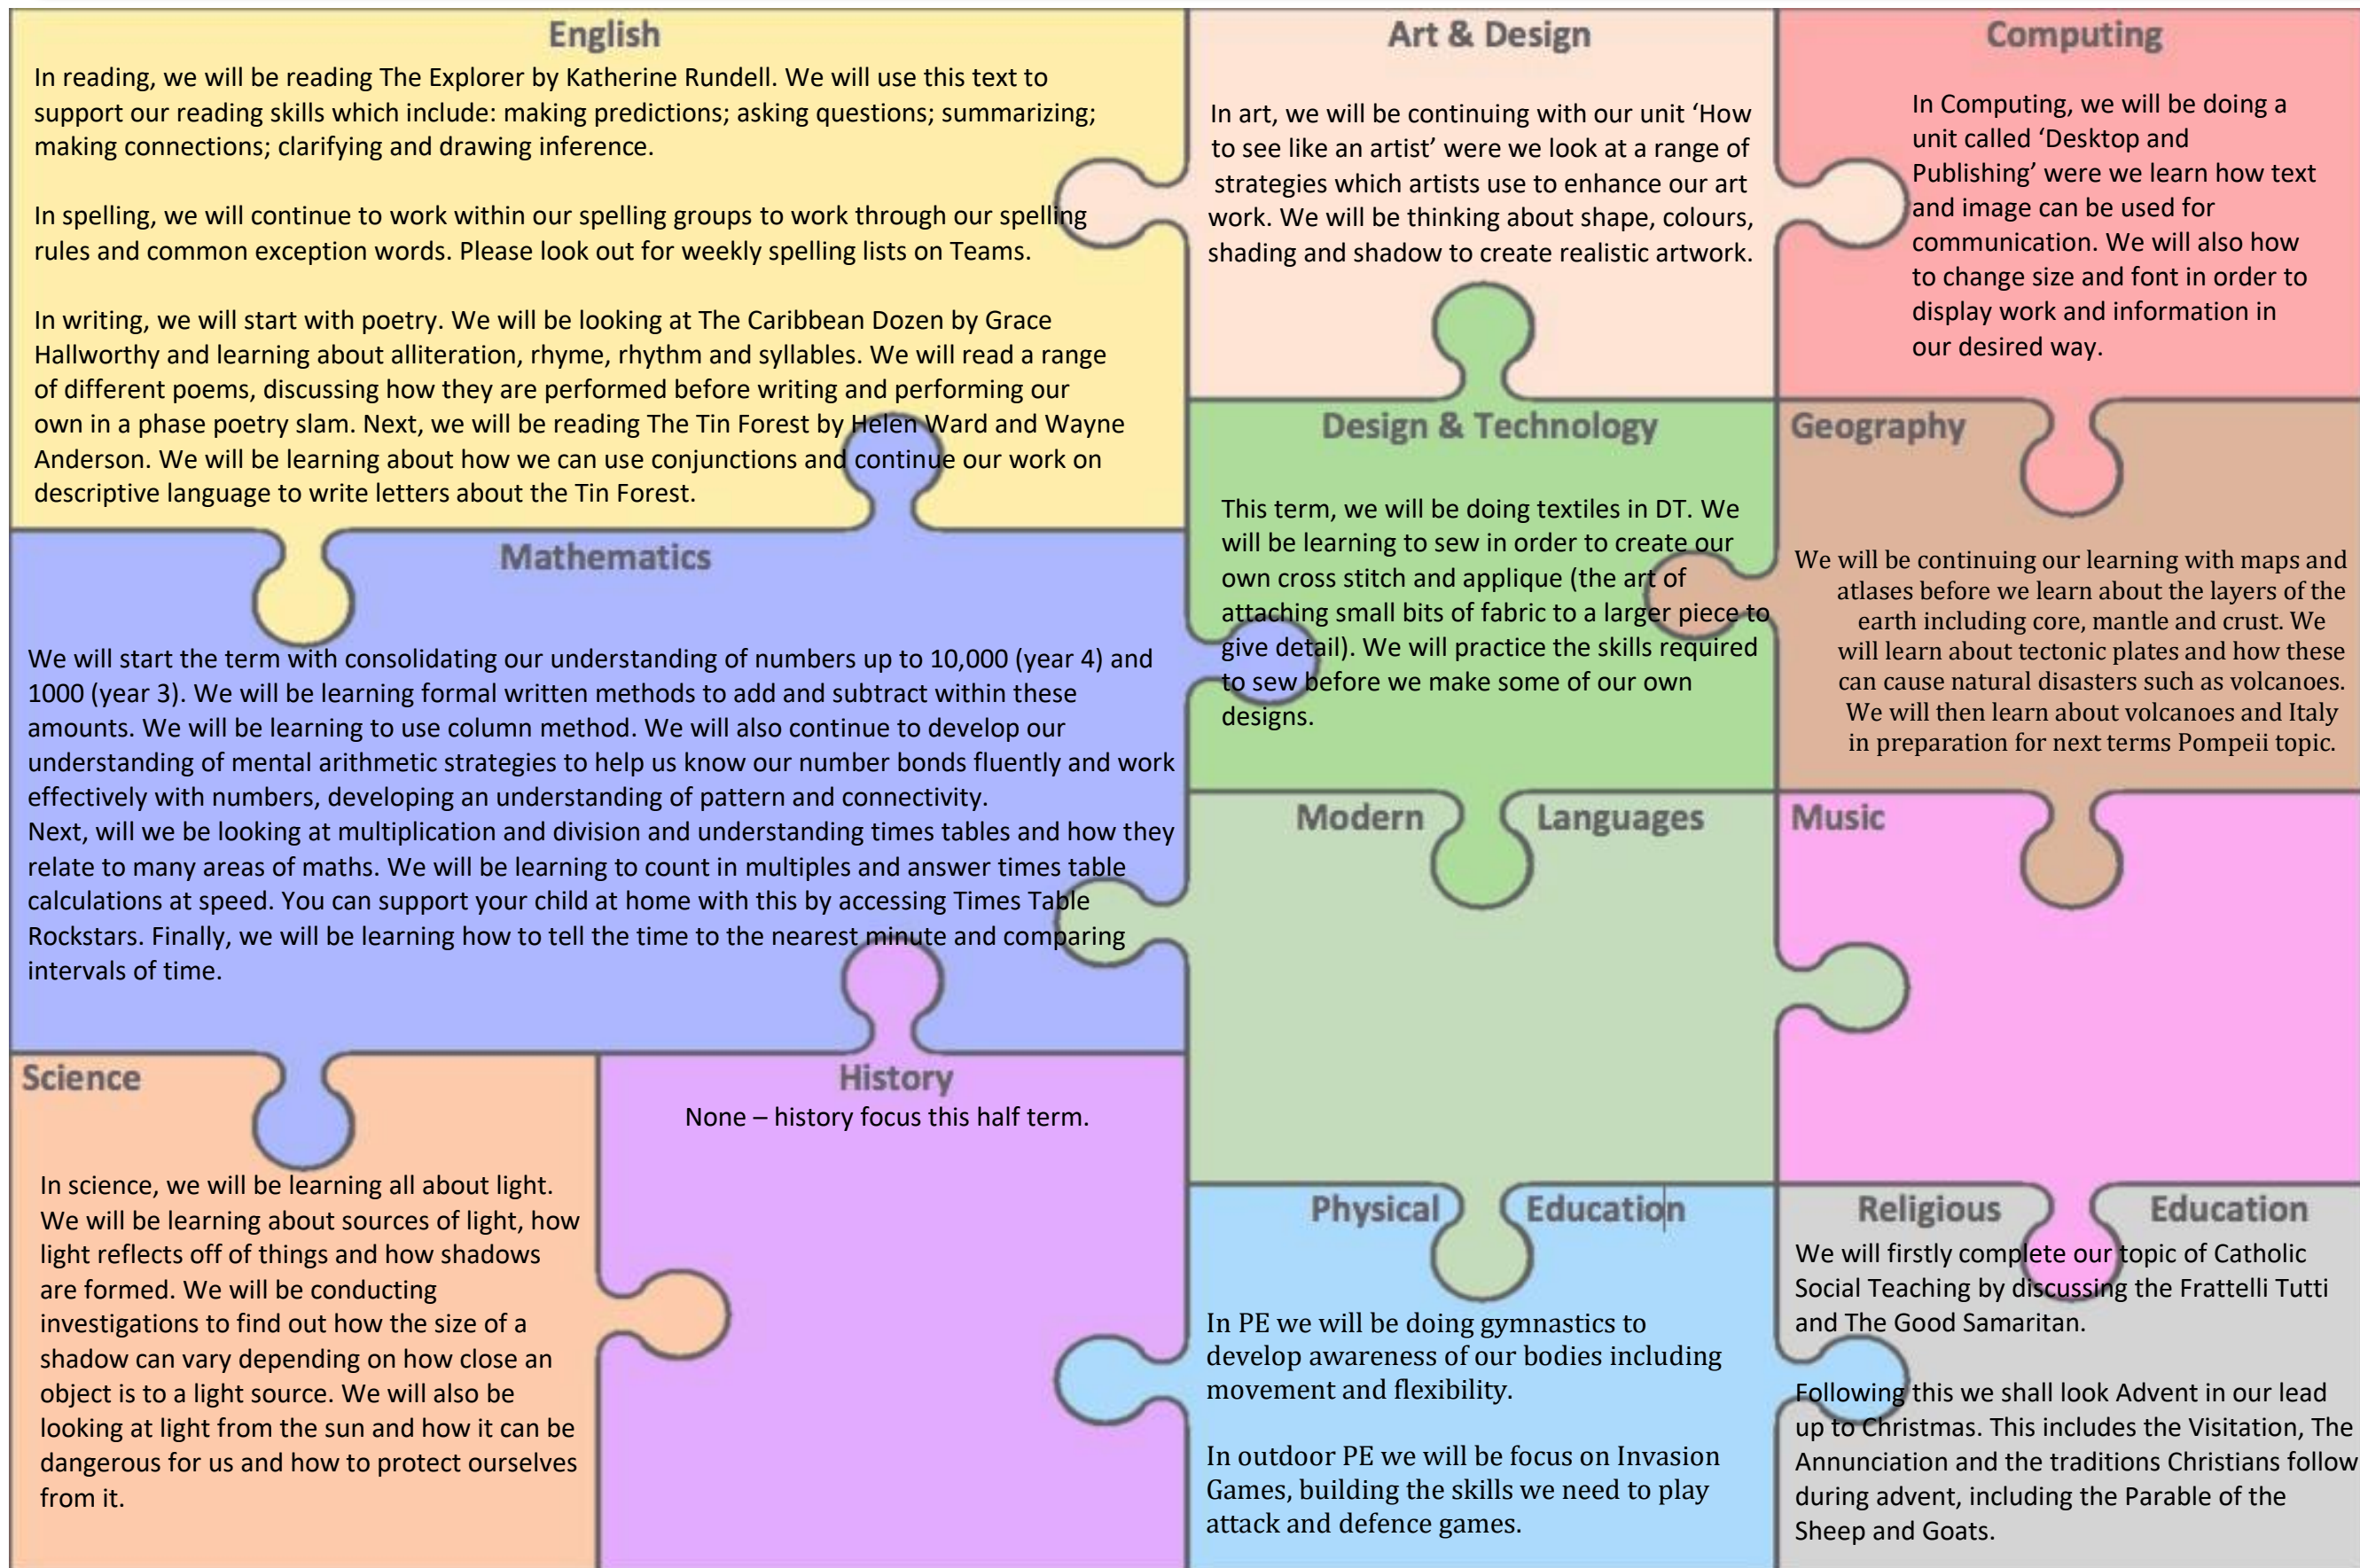 English
In reading, we will be reading The Explorer by Katherine Rundell. We will use this text to
support our reading skills which include: making predictions; asking questions; summarizing;
making connections; clarifying and drawing inference.
In spelling, we will continue to work within our spelling groups to work through our spelling
rules and common exception words. Please look out for weekly spelling lists on Teams.
In writing, we will start with poetry. We will be looking at The Caribbean Dozen by Grace
Hallworthy and learning about alliteration, rhyme, rhythm and syllables. We will read a range
of different poems, discussing how they are performed before writing and performing our
own in a phase poetry slam. Next, we will be reading The Tin Forest by Helen Ward and Wayne
Anderson. We will be learning about how we can use conjunctions and continue our work on
descriptive language to write letters about the Tin Forest.
Art & Design
In art, we will be continuing with our unit ‘How
to see like an artist’ were we look at a range of
strategies which artists use to enhance our art
work. We will be thinking about shape, colours,
shading and shadow to create realistic artwork.
Computing
In Computing, we will be doing a
unit called ‘Desktop and
Publishing’ were we learn how text
and image can be used for
communication. We will also how
to change size and font in order to
display work and information in
our desired way.
Mathematics
We will start the term with consolidating our understanding of numbers up to 10,000 (year 4) and
1000 (year 3). We will be learning formal written methods to add and subtract within these
amounts. We will be learning to use column method. We will also continue to develop our
understanding of mental arithmetic strategies to help us know our number bonds fluently and work
effectively with numbers, developing an understanding of pattern and connectivity.
Next, will we be looking at multiplication and division and understanding times tables and how they
relate to many areas of maths. We will be learning to count in multiples and answer times table
calculations at speed. You can support your child at home with this by accessing Times Table
Rockstars. Finally, we will be learning how to tell the time to the nearest minute and comparing
intervals of time.
Design & Technology
This term, we will be doing textiles in DT. We
will be learning to sew in order to create our
own cross stitch and applique (the art of
attaching small bits of fabric to a larger piece to
give detail). We will practice the skills required
to sew before we make some of our own
designs.
Geography
We will be continuing our learning with maps and
atlases before we learn about the layers of the
earth including core, mantle and crust. We
will learn about tectonic plates and how these
can cause natural disasters such as volcanoes.
We will then learn about volcanoes and Italy
in preparation for next terms Pompeii topic.
Modern Languages
Music
Science
In science, we will be learning all about light.
We will be learning about sources of light, how
light reflects off of things and how shadows
are formed. We will be conducting
investigations to find out how the size of a
shadow can vary depending on how close an
object is to a light source. We will also be
looking at light from the sun and how it can be
dangerous for us and how to protect ourselves
from it.
History
None – history focus this half term.
Physical Education
In PE we will be doing gymnastics to
develop awareness of our bodies including
movement and flexibility.
In outdoor PE we will be focus on Invasion
Games, building the skills we need to play
attack and defence games.
Religious Education
We will firstly complete our topic of Catholic
Social Teaching by discussing the Frattelli Tutti
and The Good Samaritan.
Following this we shall look Advent in our lead
up to Christmas. This includes the Visitation, The
Annunciation and the traditions Christians follow
during advent, including the Parable of the
Sheep and Goats.